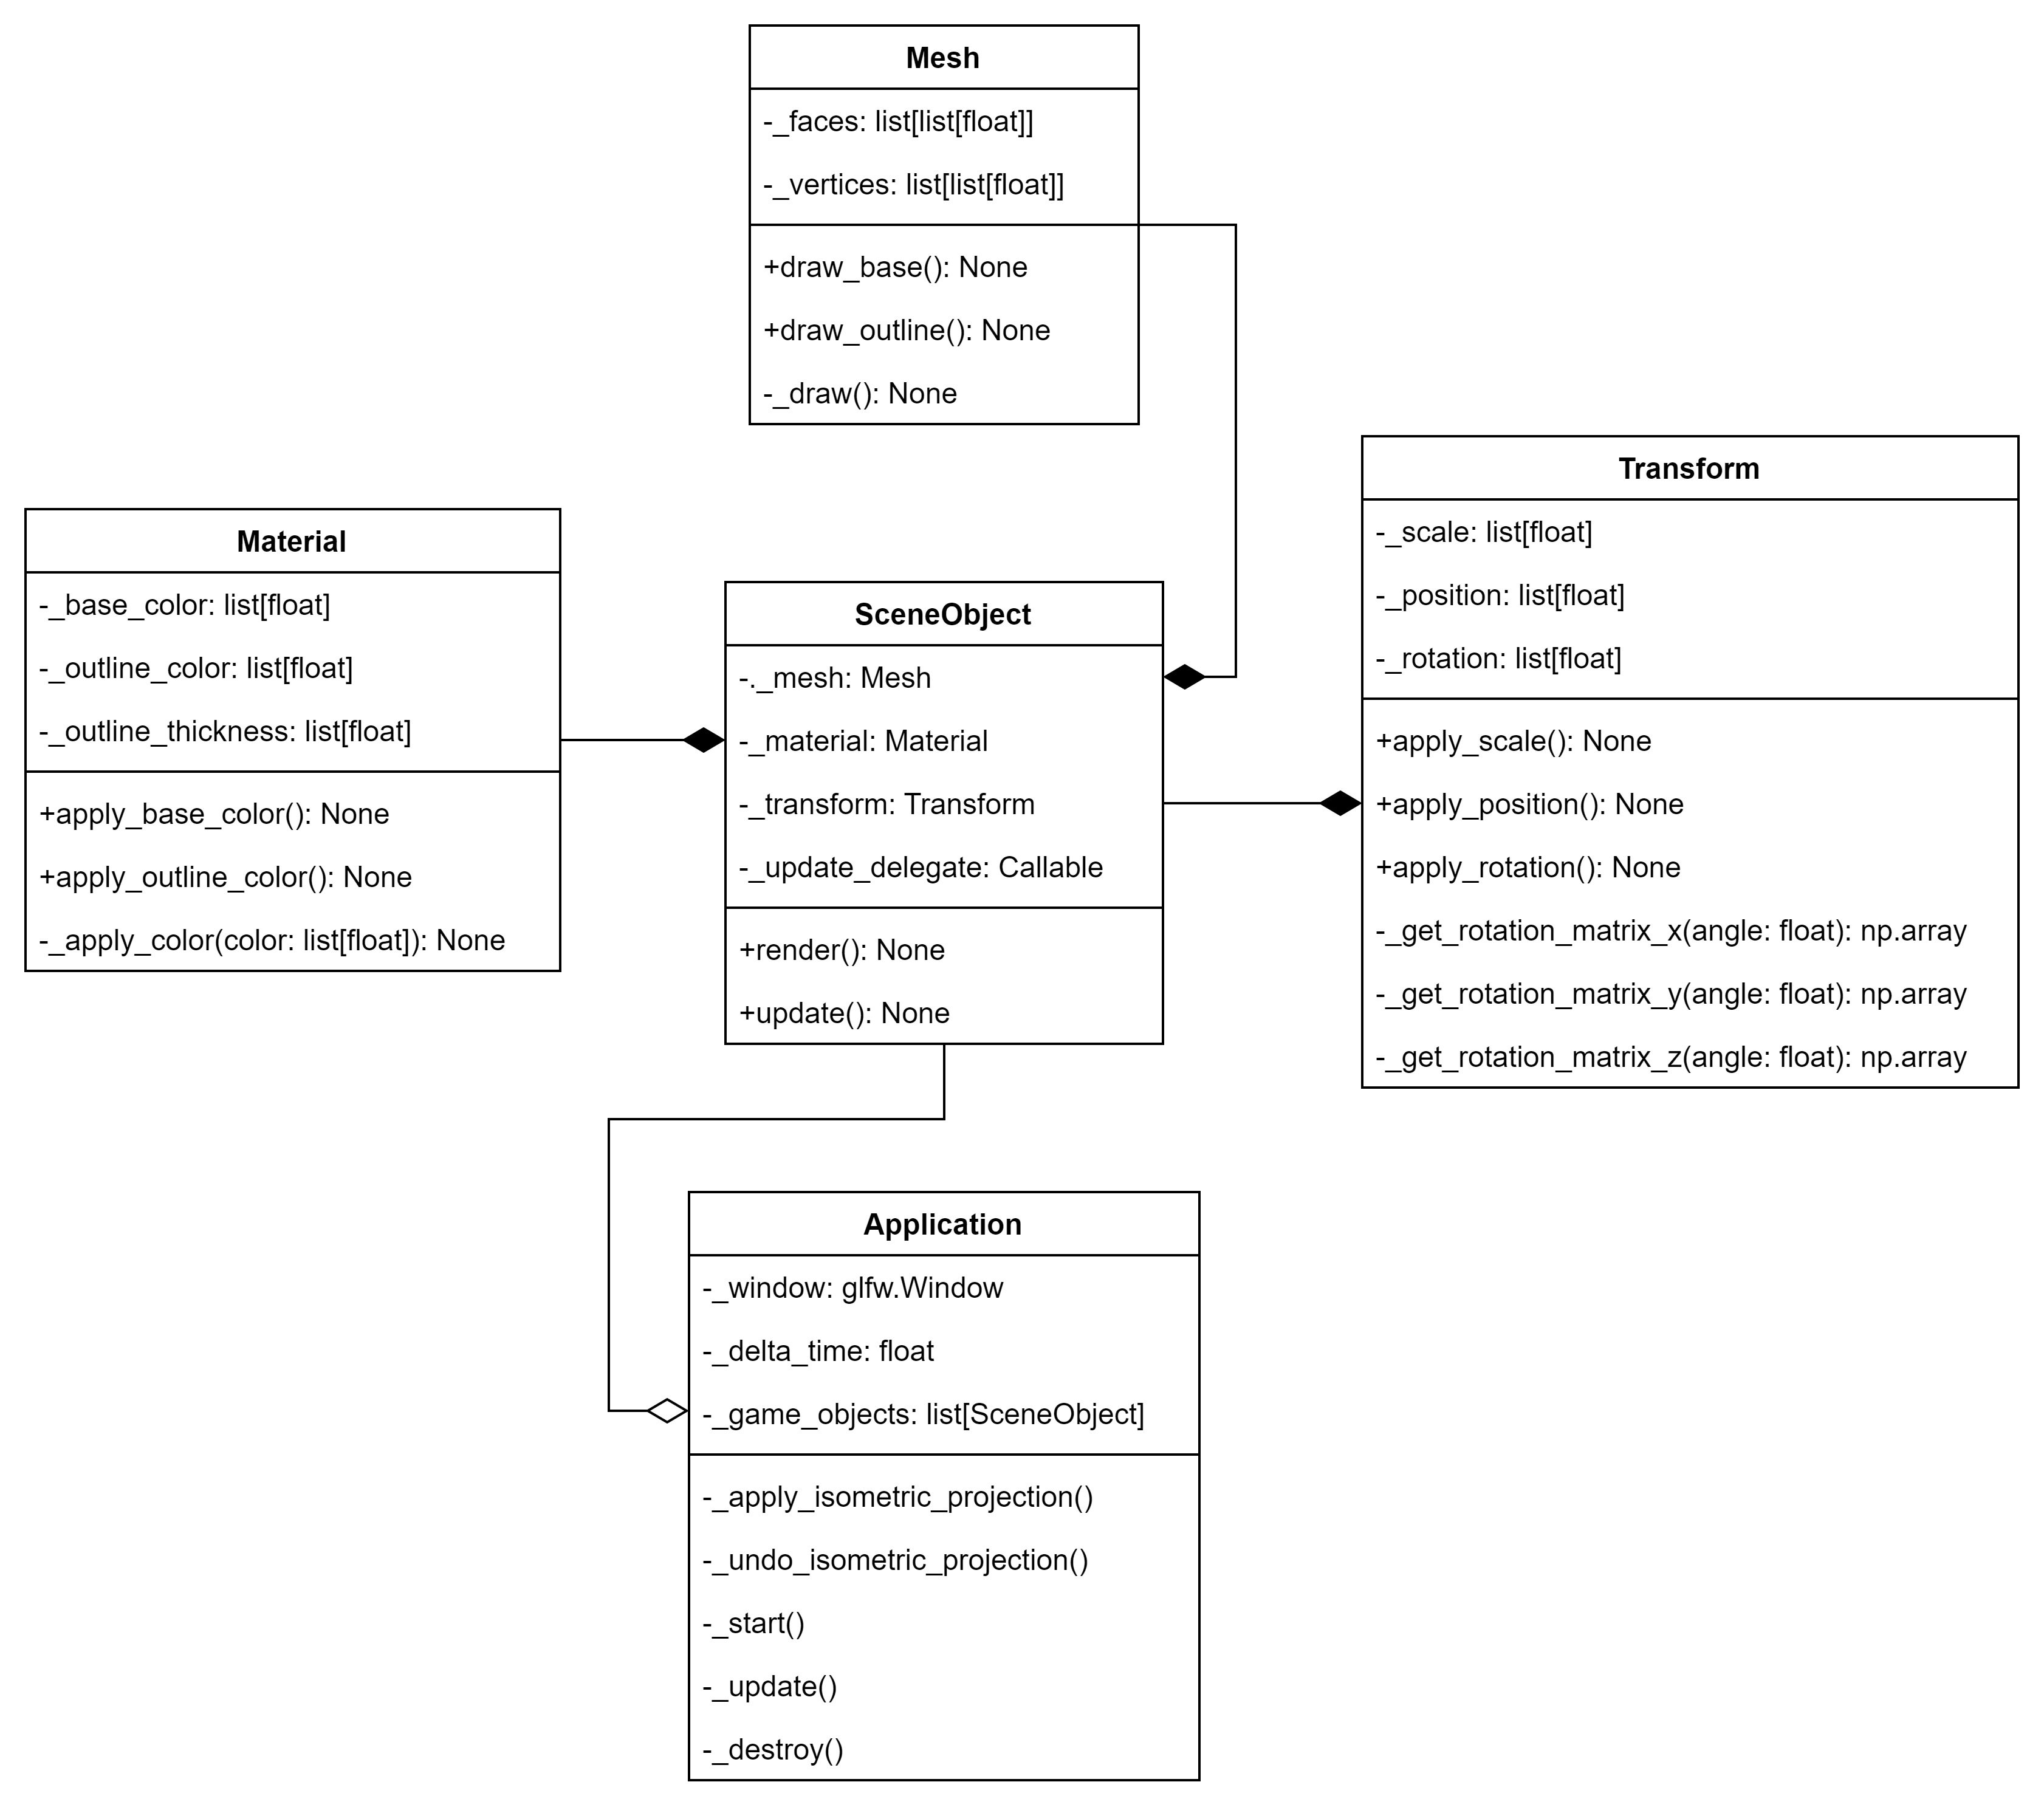 Mesh
-_faces: list[list[float]]
-_vertices: list[list[float]]
+draw_base(): None
+draw_outline(): None
-_draw(): None
Transform
-_scale: list[float]
-_position: list[float]
-_rotation: list[float]
+apply_scale(): None
+apply_position(): None
+apply_rotation(): None
-_get_rotation_matrix_x(angle: float): np.array
-_get_rotation_matrix_y(angle: float): np.array
-_get_rotation_matrix_z(angle: float): np.array
Material
-_base_color: list[float]
-_outline_color: list[float]
-_outline_thickness: list[float]
+apply_base_color(): None
+apply_outline_color(): None
-_apply_color(color: list[float]): None
SceneObject
-._mesh: Mesh
-_material: Material
-_transform: Transform
-_update_delegate: Callable
+render(): None
+update(): None
Application
-_window: glfw.Window
-_delta_time: float
-_game_objects: list[SceneObject]
-_apply_isometric_projection()
-_undo_isometric_projection()
-_start()
-_update()
-_destroy()